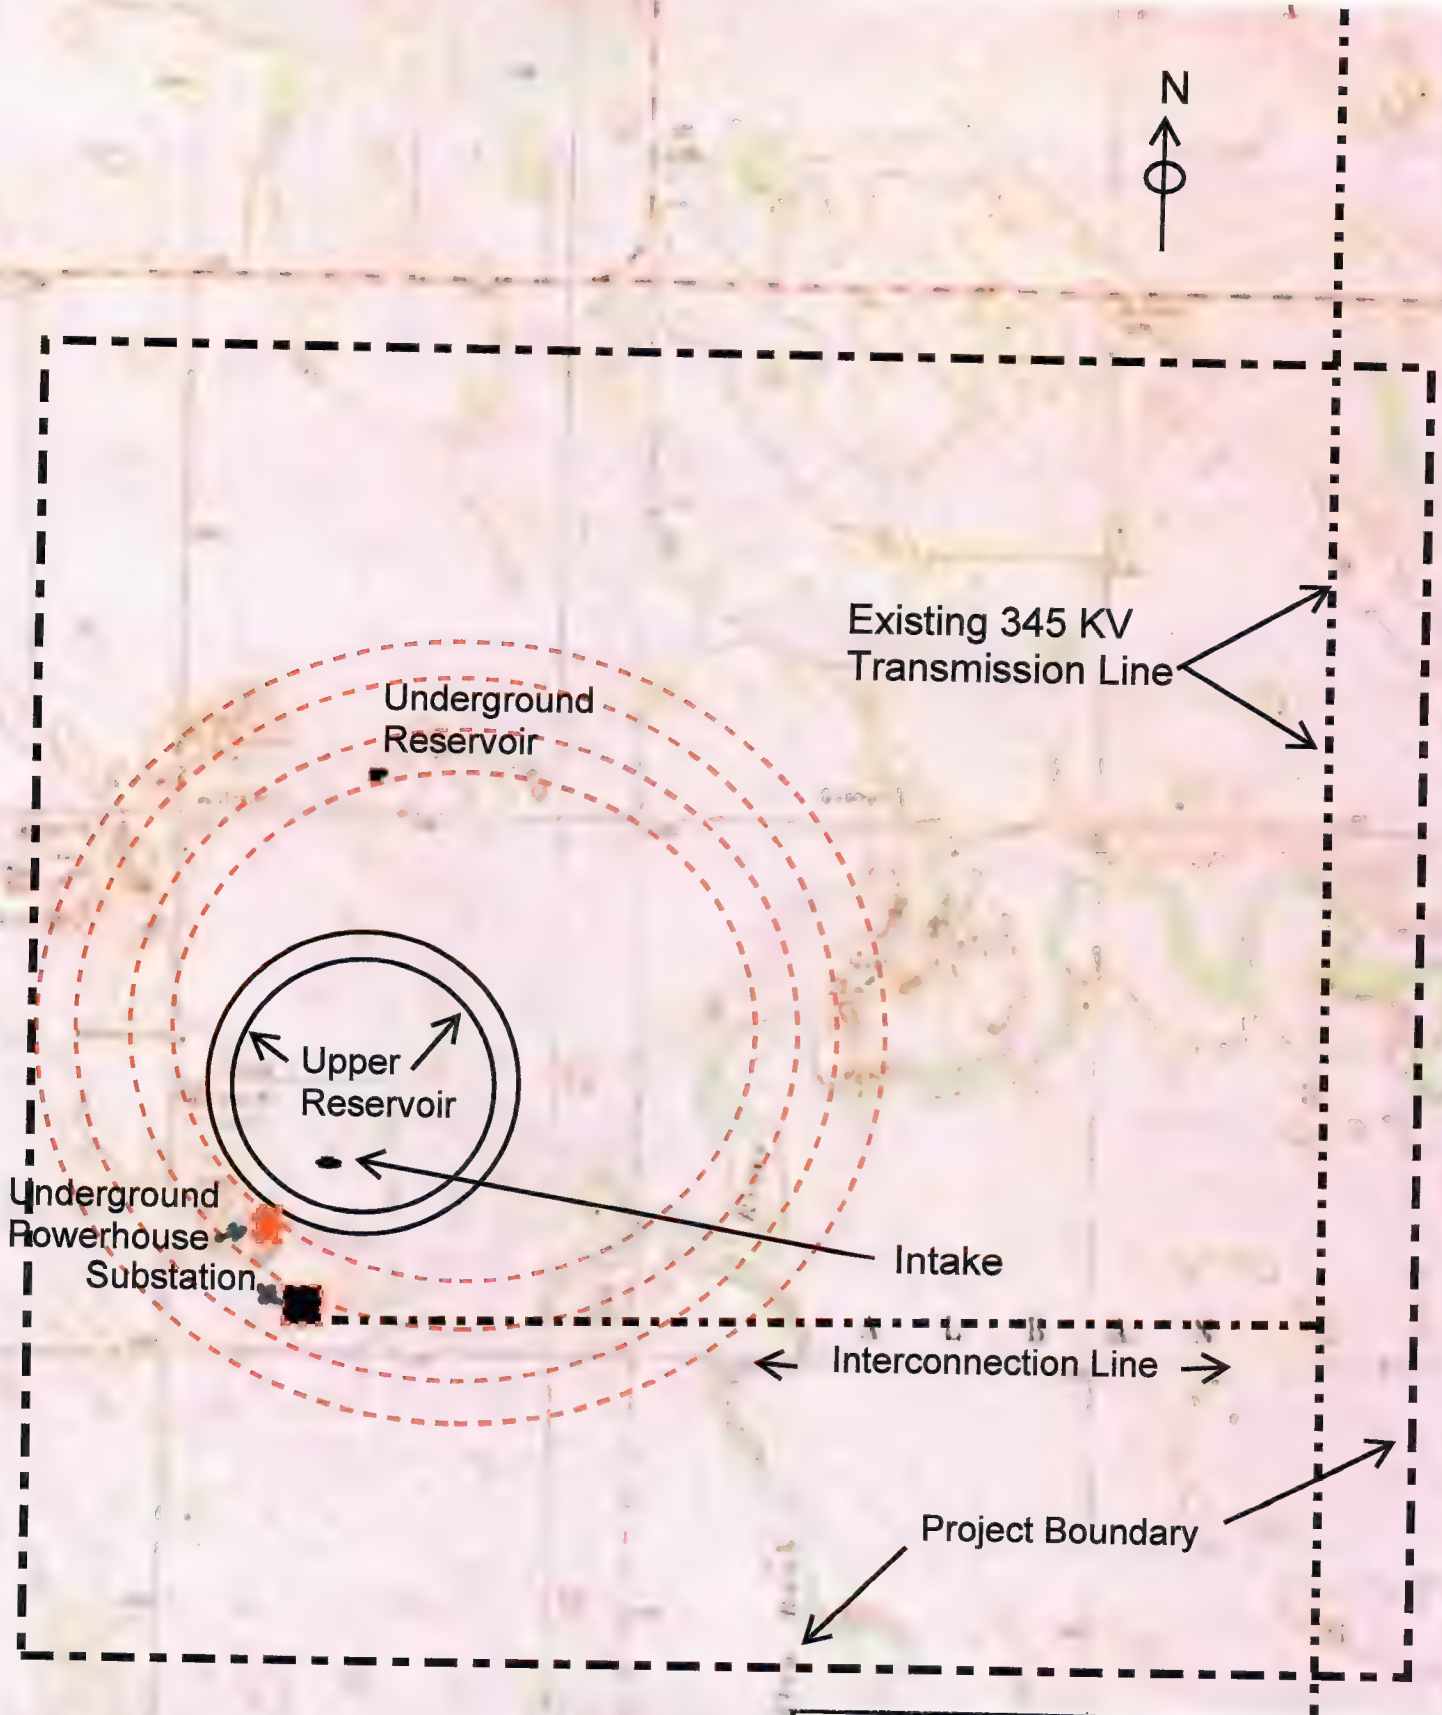 N
Existing 345 KV
Transmission Line
Underground
Reservoir
Upper
Reservoir
Underground
Powerhouse
Substation
Intake
Interconnection Line
Project Boundary